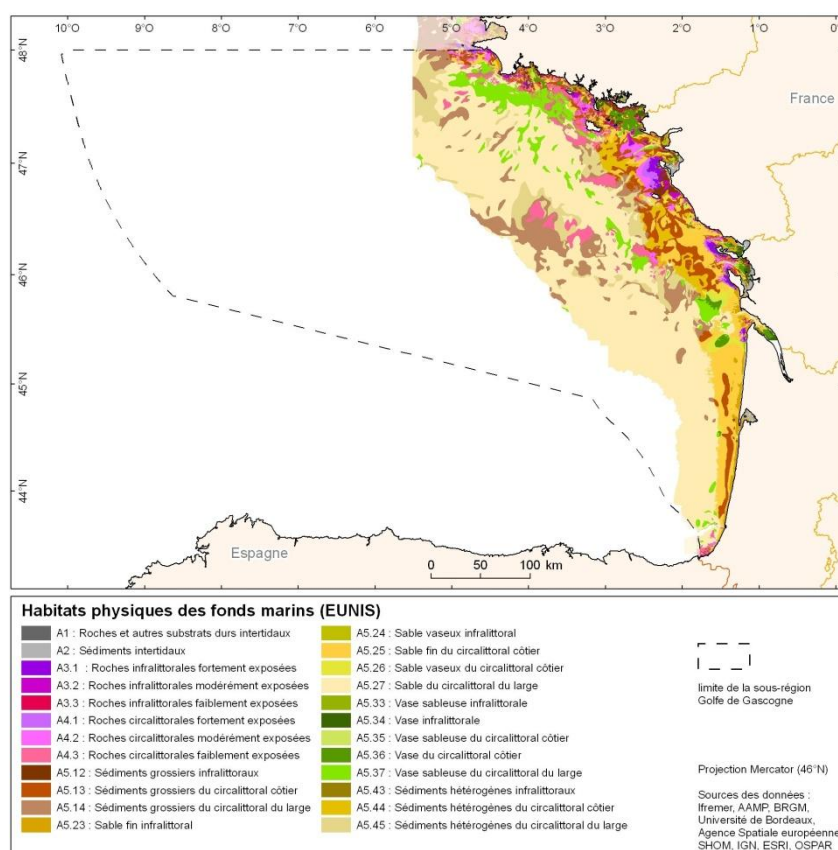 10°O 9°O 8°O 7°O 6°O 5°O 4°O 3°O 2°O 1°O 0°
48°N
47°N
46°N
45°N
44°N
France
Espagne
0 50 100 km
Habitats physiques des fonds marins (EUNIS)
A1 : Roches et autres substrats durs intertidaux
A2 : Sédiments intertidaux
A3.1 : Roches infralittorales fortement exposées
A3.2 : Roches infralittorales modérément exposées
A3.3 : Roches infralittorales faiblement exposées
A4.1 : Roches circalittorales fortement exposées
A4.2 : Roches circalittorales modérément exposées
A4.3 : Roches circalittorales faiblement exposées
A5.12 : Sédiments grossiers infralittoraux
A5.13 : Sédiments grossiers du circalittoral côtier
A5.14 : Sédiments grossiers du circalittoral du large
A5.23 : Sable fin infralittoral
A5.24 : Sable vaseux infralittoral
A5.25 : Sable fin du circalittoral côtier
A5.26 : Sable vaseux du circalittoral côtier
A5.27 : Sable du circalittoral du large
A5.33 : Vase sableuse infralittorale
A5.34 : Vase infralittorale
A5.35 : Vase sableuse du circalittoral côtier
A5.36 : Vase du circalittoral côtier
A5.37 : Vase sableuse du circalittoral du large
A5.43 : Sédiments hétérogènes infralittoraux
A5.44 : Sédiments hétérogènes du circalittoral côtier
A5.45 : Sédiments hétérogènes du circalittoral du large
limite de la sous-région
Golfe de Gascogne
Projection Mercator (46°N)
Sources des données :
Ifremer, AAMP, BRGM,
Université de Bordeaux,
Agence Spatiale européenne
SHOM, IGN, ESRI, OSPAR